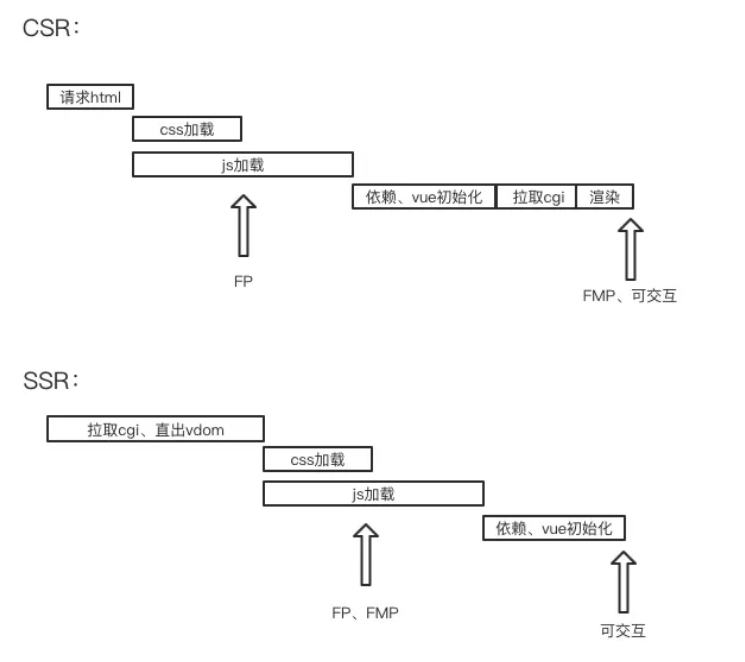 CSR：
请求html
css加载
js加载
依赖、vue初始化
拉取cgi
渲染
FP
FMP、可交互
SSR：
拉取cgi、直出vdom
css加载
js加载
依赖、vue初始化
FP、FMP
可交互